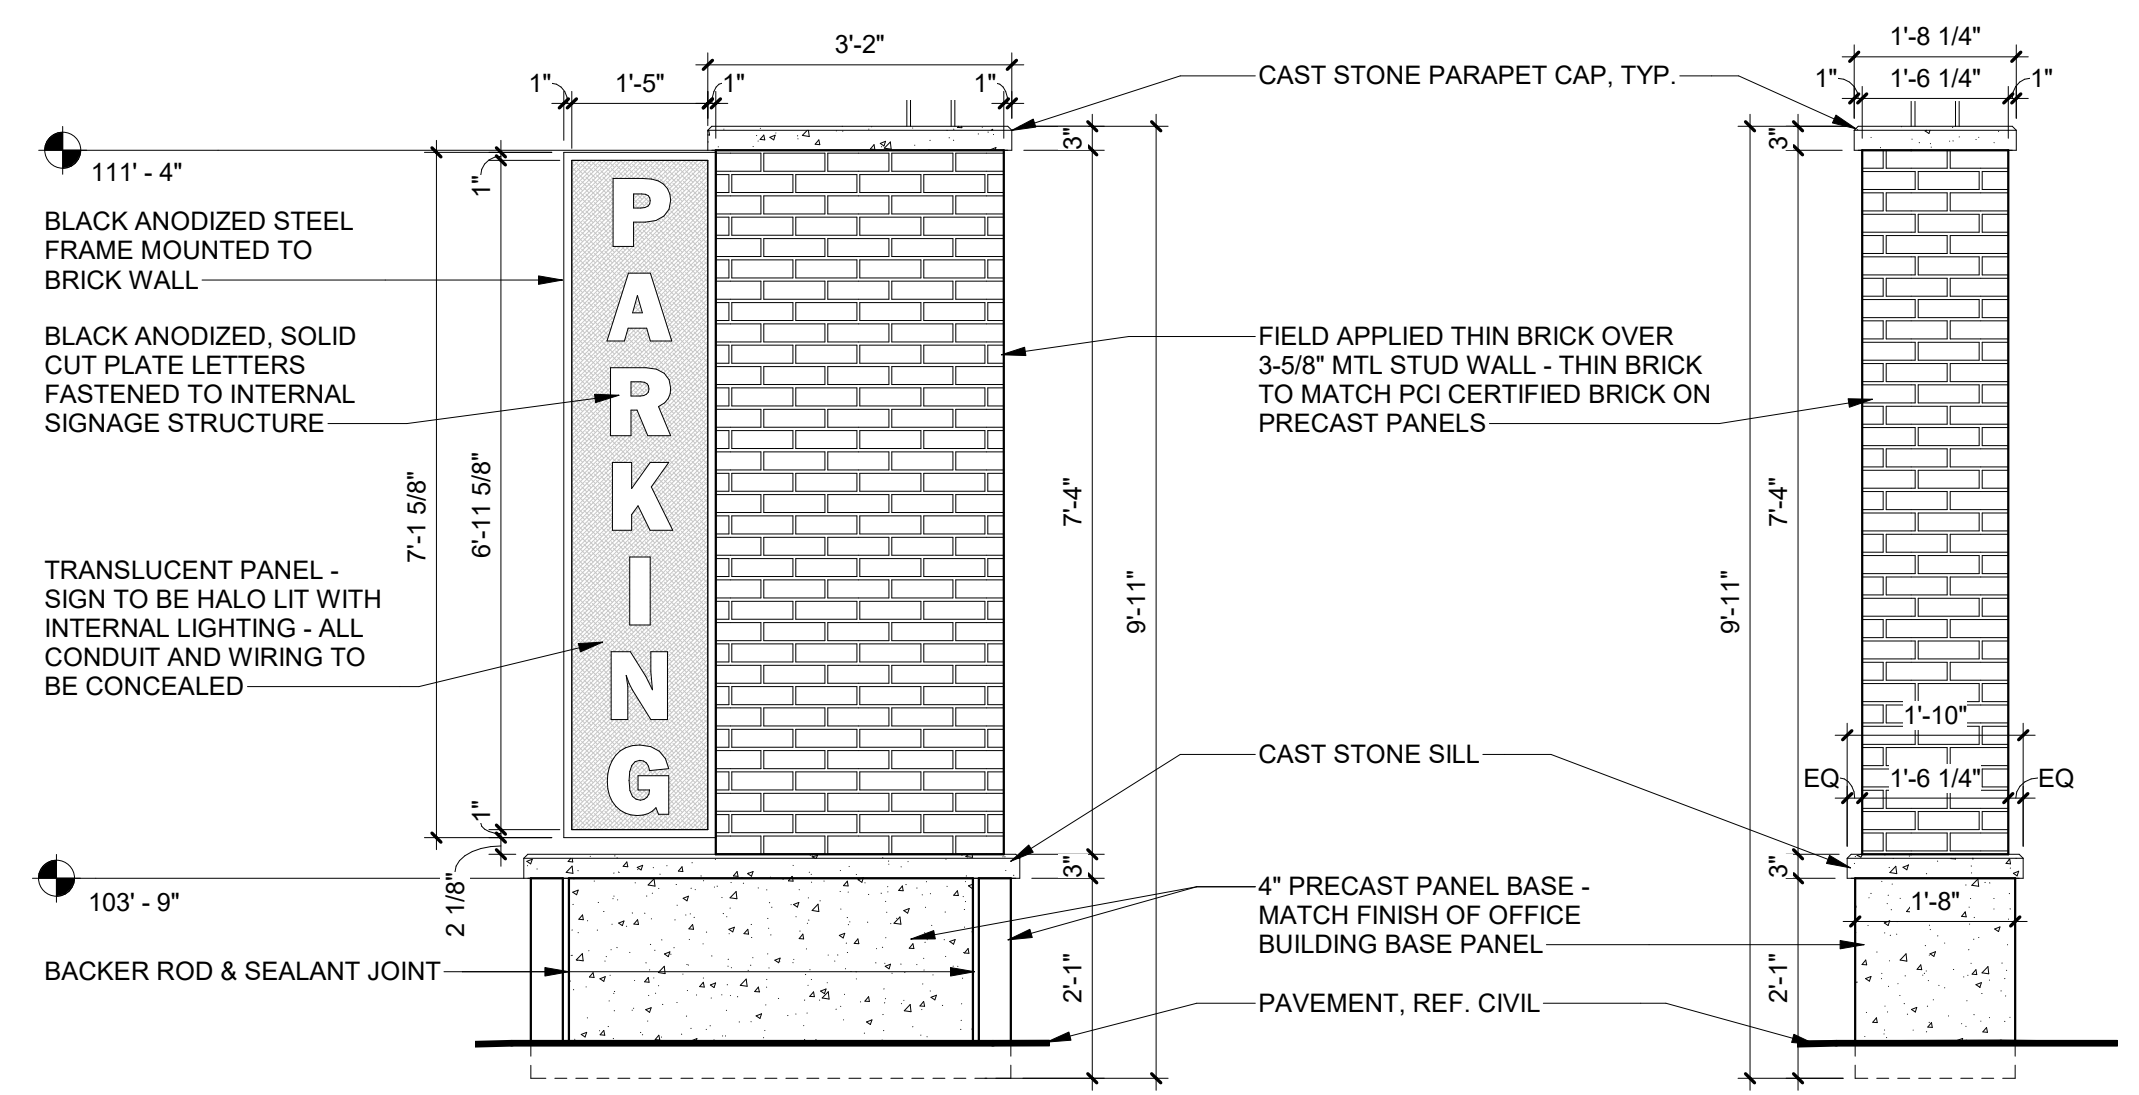 3'-2"
1'-8 1/4"
1"
1'-5"
1"
1"
CAST STONE PARAPET CAP, TYP.
1"
1'-6 1/4"
1"
3"
3"
111' - 4"
1"
BLACK ANODIZED STEEL
FRAME MOUNTED TO
BRICK WALL
BLACK ANODIZED, SOLID
CUT PLATE LETTERS
FASTENED TO INTERNAL
SIGNAGE STRUCTURE
TRANSLUCENT PANEL -
SIGN TO BE HALO LIT WITH
INTERNAL LIGHTING - ALL
CONDUIT AND WIRING TO
BE CONCEALED
7'-1 5/8"
6'-11 5/8"
1"
2 1/8"
PARKING
FIELD APPLIED THIN BRICK OVER
3-5/8" MTL STUD WALL - THIN BRICK
TO MATCH PCI CERTIFIED BRICK ON
PRECAST PANELS
7'-4"
9'-11"
9'-11"
7'-4"
1'-10"
CAST STONE SILL
EQ
1'-6 1/4"
EQ
3"
3"
103' - 9"
4" PRECAST PANEL BASE -
MATCH FINISH OF OFFICE
BUILDING BASE PANEL
1'-8"
BACKER ROD & SEALANT JOINT
2'-1"
2'-1"
PAVEMENT, REF. CIVIL